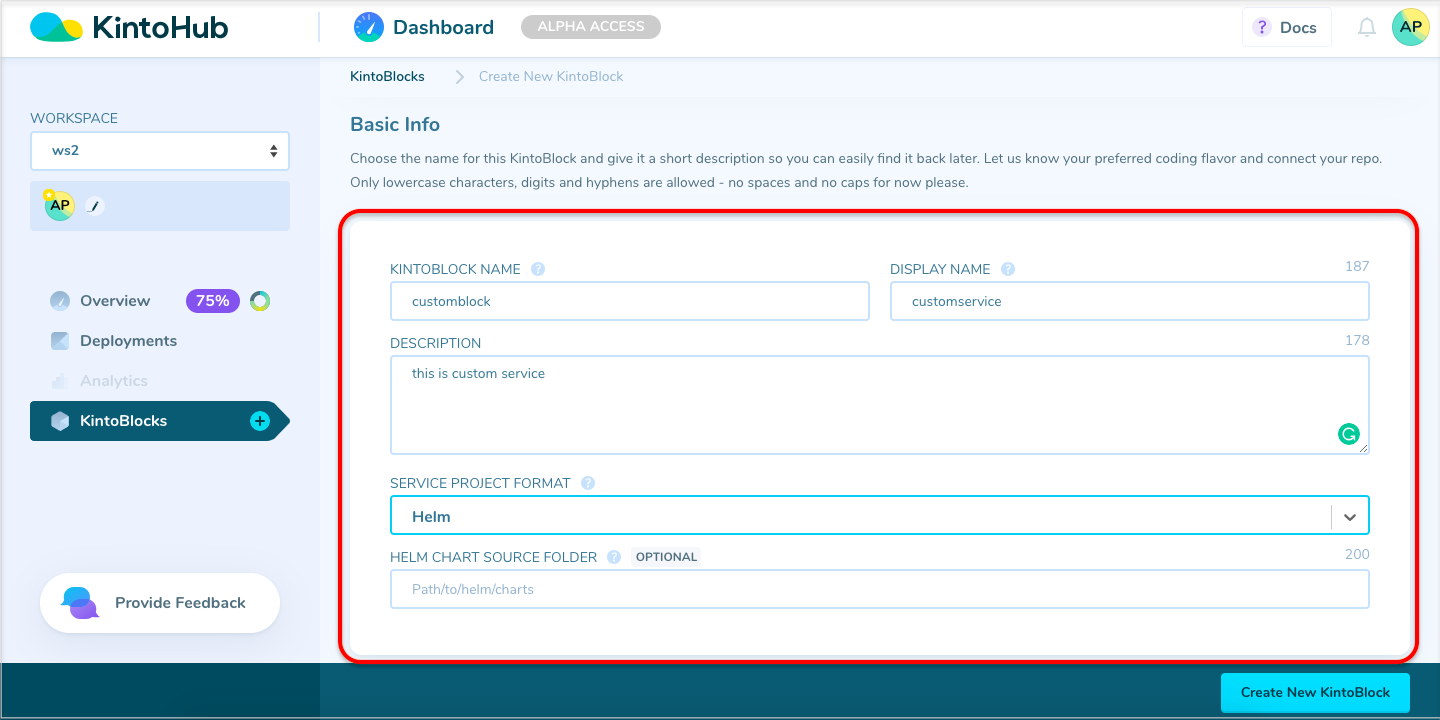 KintoHub
Dashboard
ALPHA ACCESS
? Docs
AP
KintoBlocks
Create New KintoBlock
WORKSPACE
ws2
AP
Overview
75%
Deployments
Analytics
KintoBlocks
Provide Feedback
Basic Info
Choose the name for this KintoBlock and give it a short description so you can easily find it back later. Let us know your preferred coding flavor and connect your repo.
Only lowercase characters, digits and hyphens are allowed - no spaces and no caps for now please.
KINTOBLOCK NAME ?
customblock
DISPLAY NAME ?
187
customservice
DESCRIPTION
178
this is custom service
SERVICE PROJECT FORMAT ?
Helm
HELM CHART SOURCE FOLDER ? OPTIONAL
200
Path/to/helm/charts
Create New KintoBlock